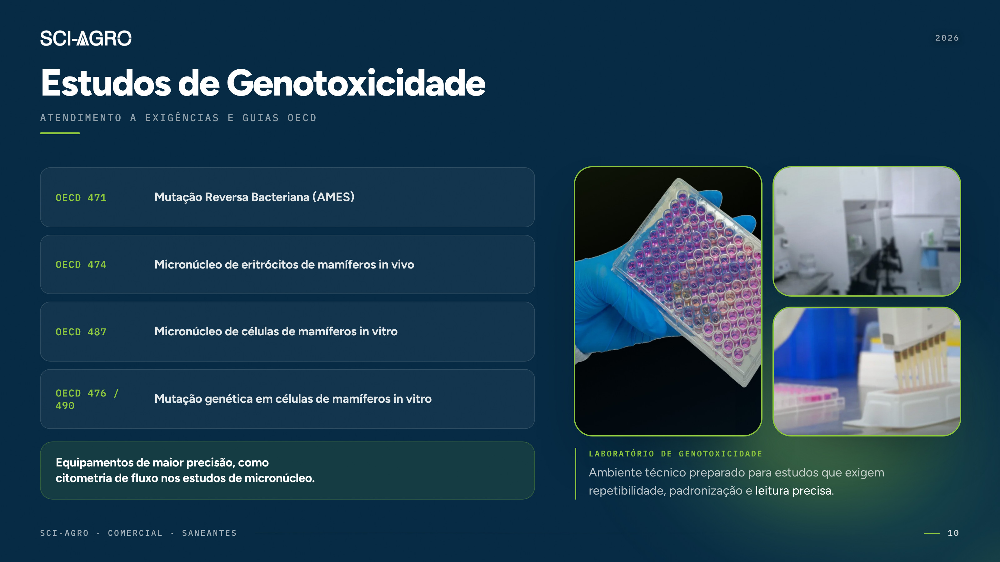 SCI-AGRO
2026
Estudos de Genotoxicidade
ATENDIMENTO A EXIGÊNCIAS E GUIAS OECD
OECD 471
Mutação Reversa Bacteriana (AMES)
OECD 474
Micronúcleo de eritrócitos de mamíferos in vivo
OECD 487
Micronúcleo de células de mamíferos in vitro
OECD 476 /
490
Mutação genética em células de mamíferos in vitro
Equipamentos de maior precisão, como
citometria de fluxo nos estudos de micronúcleo.
LABORATÓRIO DE GENOTOXICIDADE
Ambiente técnico preparado para estudos que exigem
repetibilidade, padronização e leitura precisa.
SCI-AGRO · COMERCIAL · SANEANTES
10